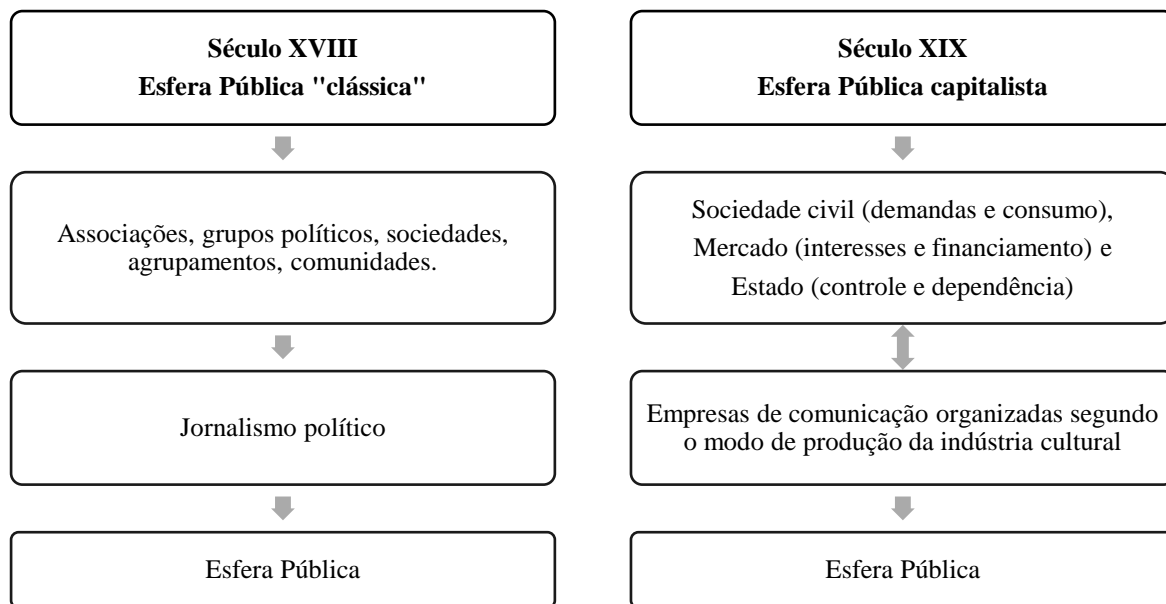 Século XVIII
Esfera Pública "clássica"
Associações, grupos políticos, sociedades,
agrupamentos, comunidades.
Jornalismo político
Esfera Pública
Século XIX
Esfera Pública capitalista
Sociedade civil (demandas e consumo),
Mercado (interesses e financiamento) e
Estado (controle e dependência)
Empresas de comunicação organizadas segundo
o modo de produção da indústria cultural
Esfera Pública